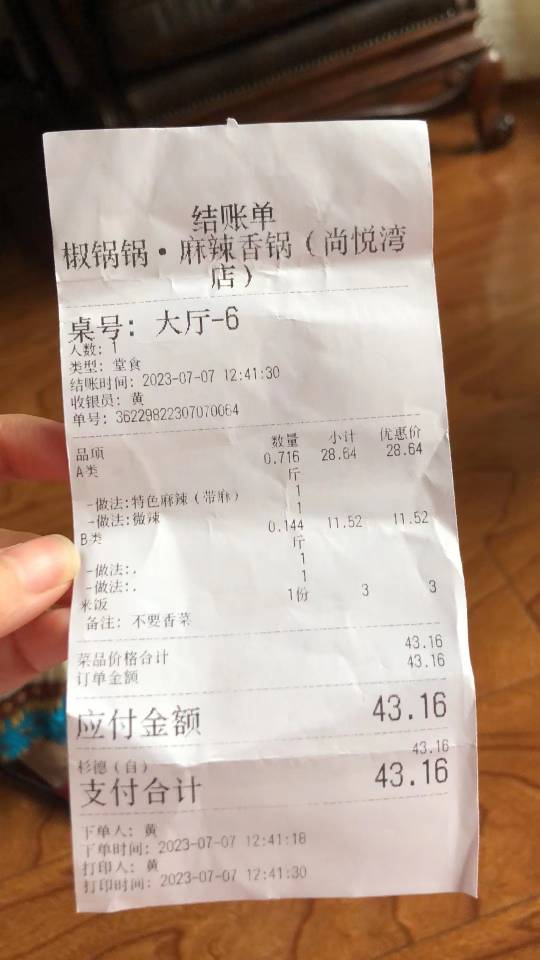 结账单
椒锅锅·麻辣香锅（尚悦湾
店）
桌号：大厅-6
人数：1
类型：堂食
结账时间：2023-07-07 12:41:30
收银员：黄
单号：36229822307070064
品项 数量 小计 优惠价
A类 0.716 28.64 28.64
斤
-做法:特色麻辣（带麻） 1
-做法:微辣 1
B类 0.144 11.52 11.52
斤
-做法:. 1
-做法:. 1
米饭 1份 3 3
备注：不要香菜
菜品价格合计 43.16
订单金额 43.16
应付金额 43.16
杉德（自） 43.16
支付合计 43.16
下单人：黄
下单时间：2023-07-07 12:41:18
打印人：黄
打印时间：2023-07-07 12:41:30